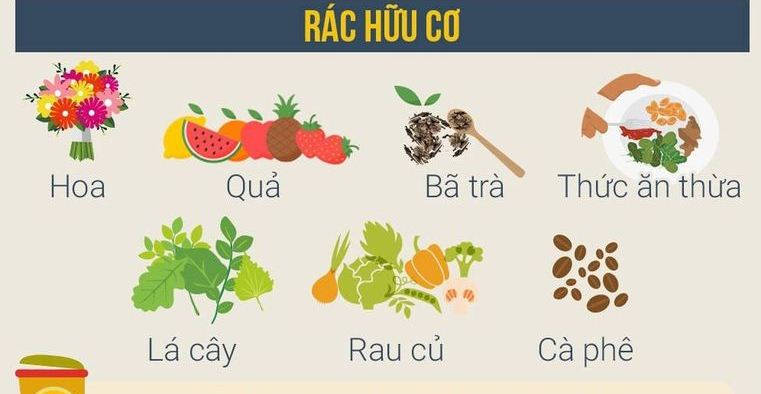 RÁC HỮU CƠ
Hoa
Quả
Bã trà
Thức ăn thừa
Lá cây
Rau củ
Cà phê